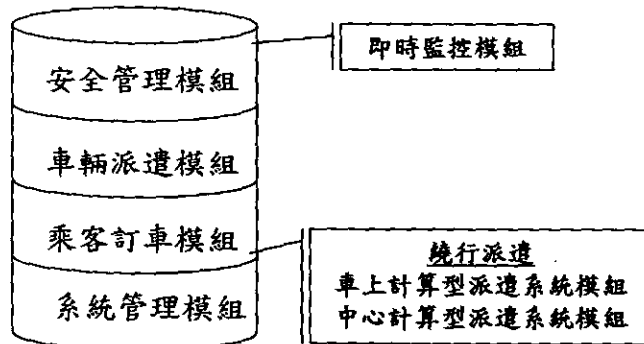 安全管理模組
即時監控模組
車輛派遣模組
乘客訂車模組
系統管理模組
繞行派遣
車上計算型派遣系統模組
中心計算型派遣系統模組